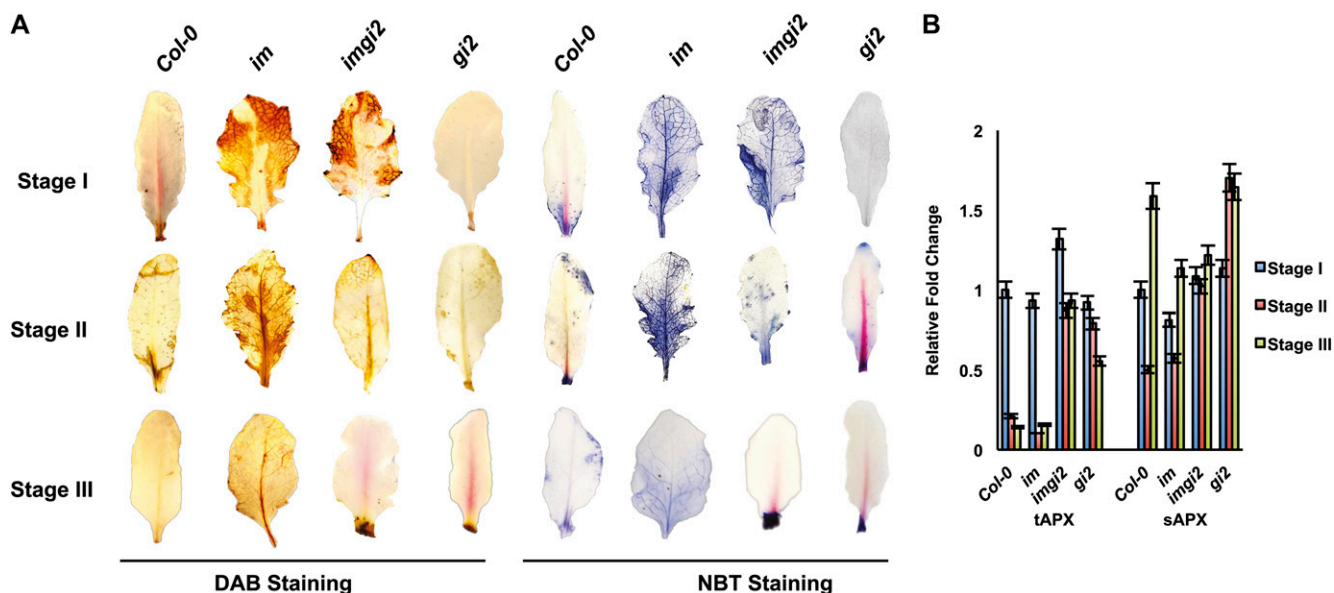 A
Col-0 im imgi2 gi2 Col-0 im imgi2 gi2
Stage I
Stage II
Stage III
DAB Staining NBT Staining
B
Relative Fold Change
2
1.5
1
0.5
0
Col-0 im imgi2 gi2 Col-0 im imgi2 gi2
tAPX sAPX
Stage I
Stage II
Stage III